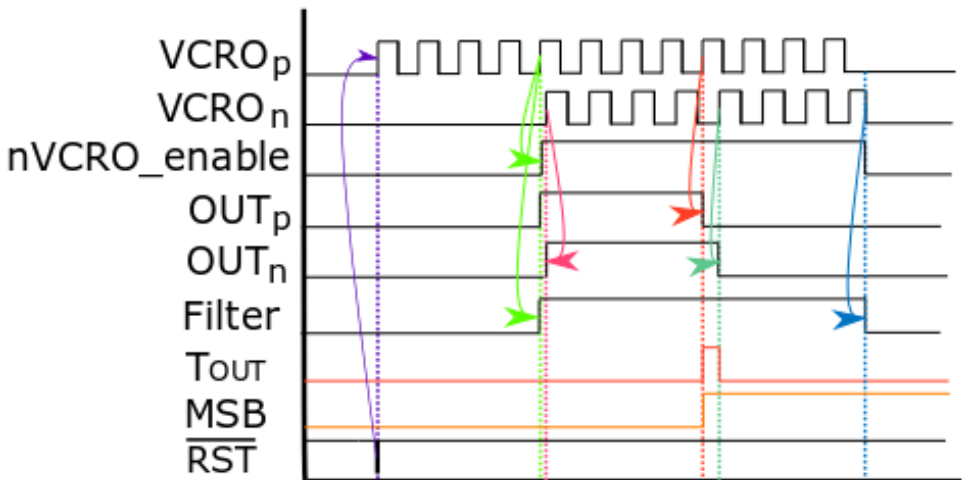 VCROp
VCROn
nVCRO_enable
OUTp
OUTn
Filter
TOUT
MSB
RST